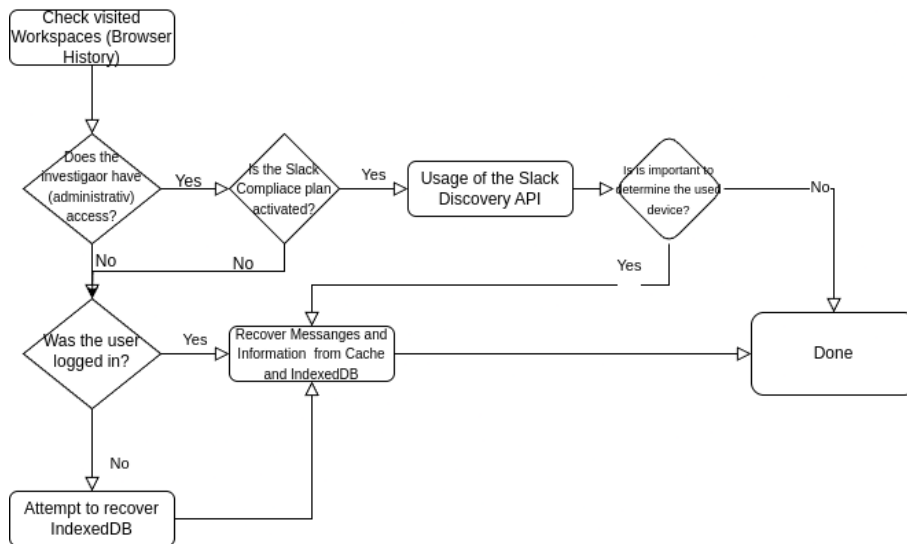 Check visited
Workspaces (Browser
History)
Does the
investigaor have
(administrativ)
access?
Yes
Is the Slack
Compliace plan
activated?
Yes
Usage of the Slack
Discovery API
Is is important to
determine the used
device?
No
No
No
Yes
Was the user
logged in?
Yes
Recover Messanges and
Information from Cache
and IndexedDB
Done
No
Attempt to recover
IndexedDB